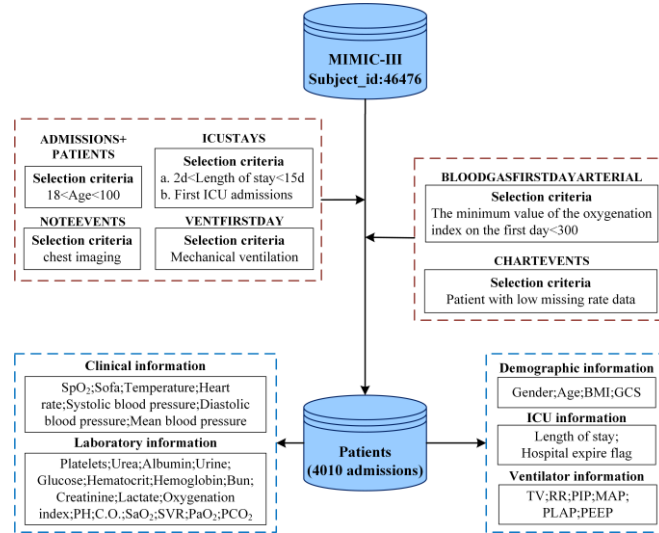 MIMIC-III
Subject_id:46476
ADMISSIONS+
PATIENTS
Selection criteria
18<Age<100
ICUSTAYS
Selection criteria
a. 2d<Length of stay<15d
b. First ICU admissions
NOTEEVENTS
Selection criteria
chest imaging
VENTFIRSTDAY
Selection criteria
Mechanical ventilation
BLOODGASFIRSTDAYARTERIAL
Selection criteria
The minimum value of the oxygenation
index on the first day<300
CHARTEVENTS
Selection criteria
Patient with low missing rate data
Clinical information
SpO₂;Sofa;Temperature;Heart
rate;Systolic blood pressure;Diastolic
blood pressure;Mean blood pressure
Laboratory information
Platelets;Urea;Albumin;Urine;
Glucose;Hematocrit;Hemoglobin;Bun;
Creatinine;Lactate;Oxygenation
index;PH;C.O.;SaO₂;SVR;PaO₂;PCO₂
Patients
(4010 admissions)
Demographic information
Gender;Age;BMI;GCS
ICU information
Length of stay;
Hospital expire flag
Ventilator information
TV;RR;PIP;MAP;
PLAP;PEEP